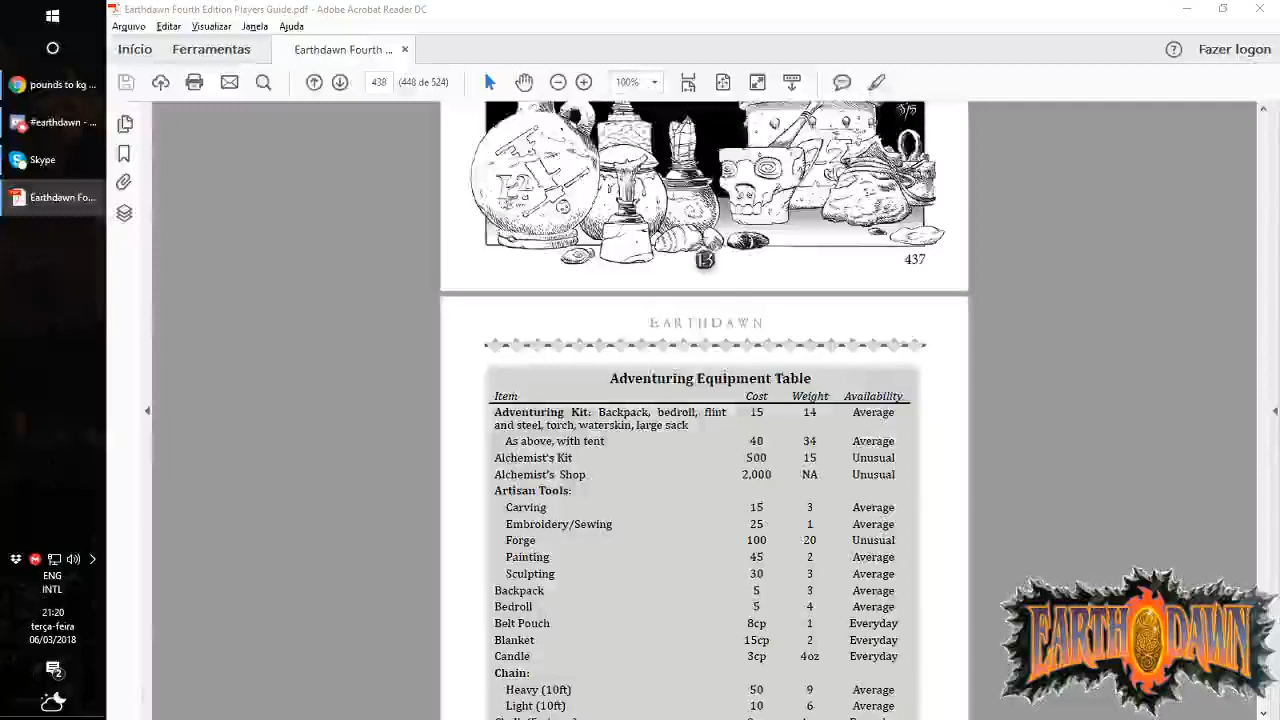 Earthdawn Fourth Edition Players Guide.pdf - Adobe Acrobat Reader DC
Arquivo Editar Visualizar Janela Ajuda
Início Ferramentas Earthdawn Fourth ... × Fazer logon
438 (448 de 524) 100%
pounds to kg ...
#earthdawn - ...
Skype
Earthdawn Fo...
3/5
13
437
EARTHDAWN
Adventuring Equipment Table
Item Cost Weight Availability
Adventuring Kit: Backpack, bedroll, flint 15 14 Average
and steel, torch, waterskin, large sack
As above, with tent 40 34 Average
Alchemist's Kit 500 15 Unusual
Alchemist's Shop 2,000 NA Unusual
Artisan Tools:
Carving 15 3 Average
Embroidery/Sewing 25 1 Average
Forge 100 20 Unusual
Painting 45 2 Average
Sculpting 30 3 Average
Backpack 5 3 Average
Bedroll 5 4 Average
Belt Pouch 8cp 1 Everyday
Blanket 15cp 2 Everyday
Candle 3cp 4oz Everyday
Chain:
Heavy (10ft) 50 9 Average
Light (10ft) 10 6 Average
ENG
INTL
21:20
terça-feira
06/03/2018
2
EARTHDAWN